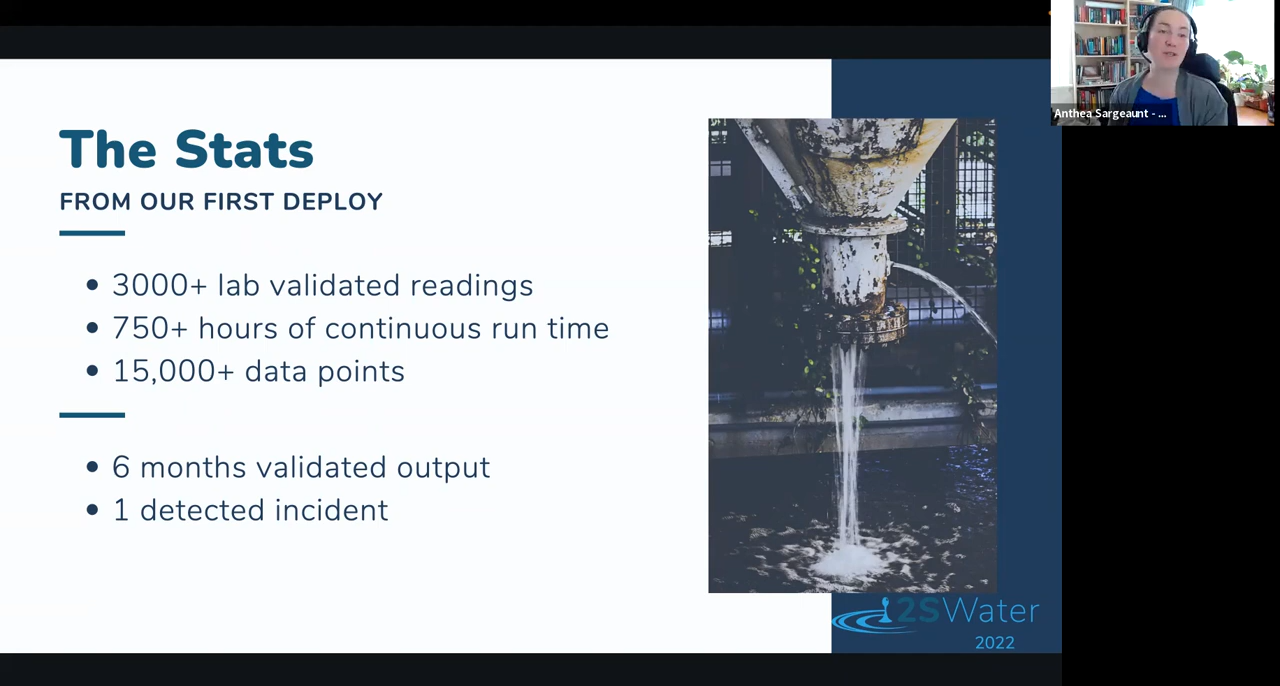 The Stats
FROM OUR FIRST DEPLOY
• 3000+ lab validated readings
• 750+ hours of continuous run time
• 15,000+ data points
• 6 months validated output
• 1 detected incident
2SWater
2022
Anthea Sargeaunt - ...